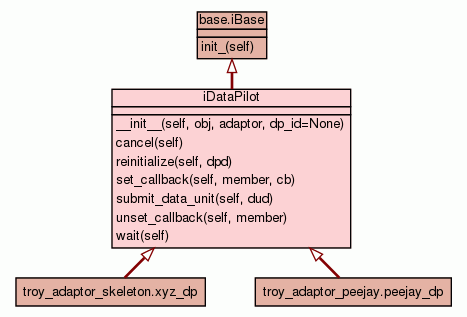 base.iBase
init_(self)
iDataPilot
__init__(self, obj, adaptor, dp_id=None)
cancel(self)
reinitialize(self, dpd)
set_callback(self, member, cb)
submit_data_unit(self, dud)
unset_callback(self, member)
wait(self)
troy_adaptor_skeleton.xyz_dp
troy_adaptor_peejay.peejay_dp